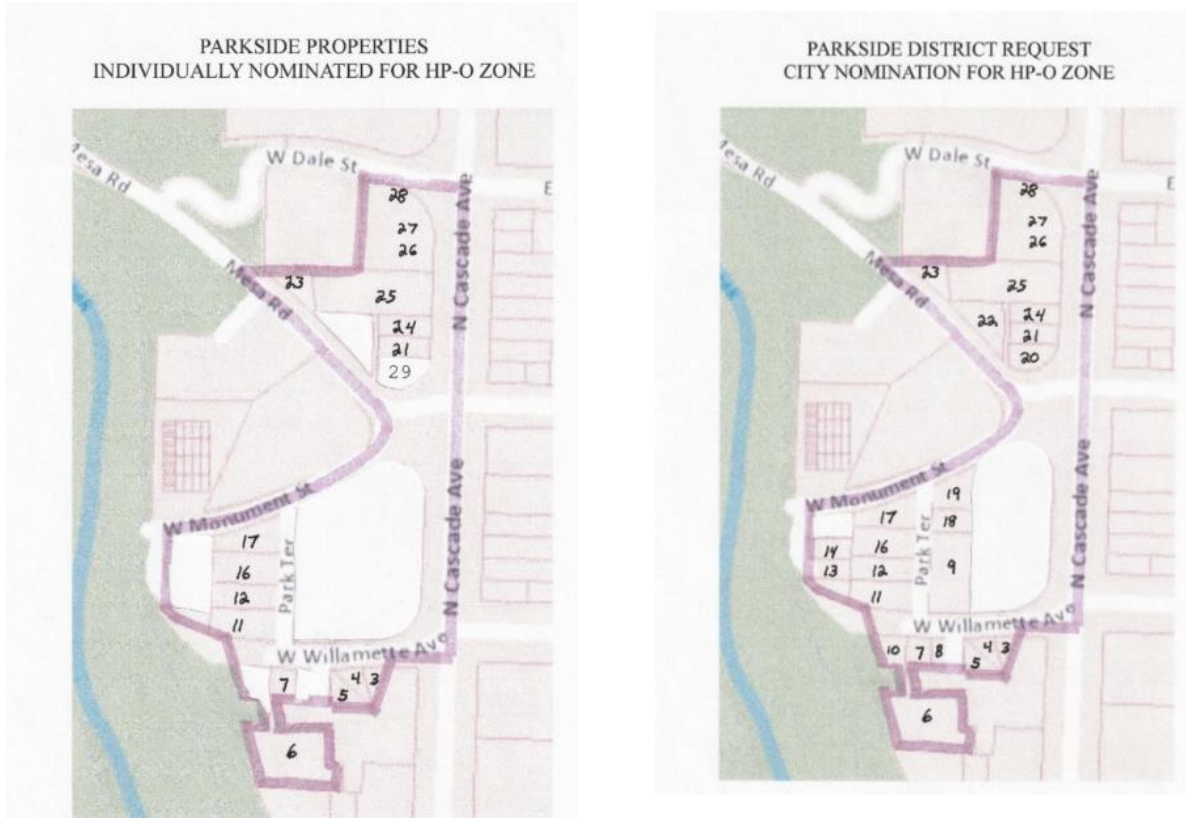 PARKSIDE PROPERTIES
INDIVIDUALLY NOMINATED FOR HP-O ZONE
W Dale St
Mesa Rd
N Cascade Ave
28
27
26
23
Mesa Rd
25
24
21
29
N Cascade Ave
W Monument St
17
16
Park Ter
12
11
W Willamette Ave
7
4 3
5
6
PARKSIDE DISTRICT REQUEST
CITY NOMINATION FOR HP-O ZONE
W Dale St
Mesa Rd
N Cascade Ave
E
28
27
26
23
Mesa Rd
25
22
24
21
20
N Cascade Ave
W Monument St
19
17
18
14
16
13
12
Park Ter
9
11
W Willamette Ave
10
7
8
4 3
5
6